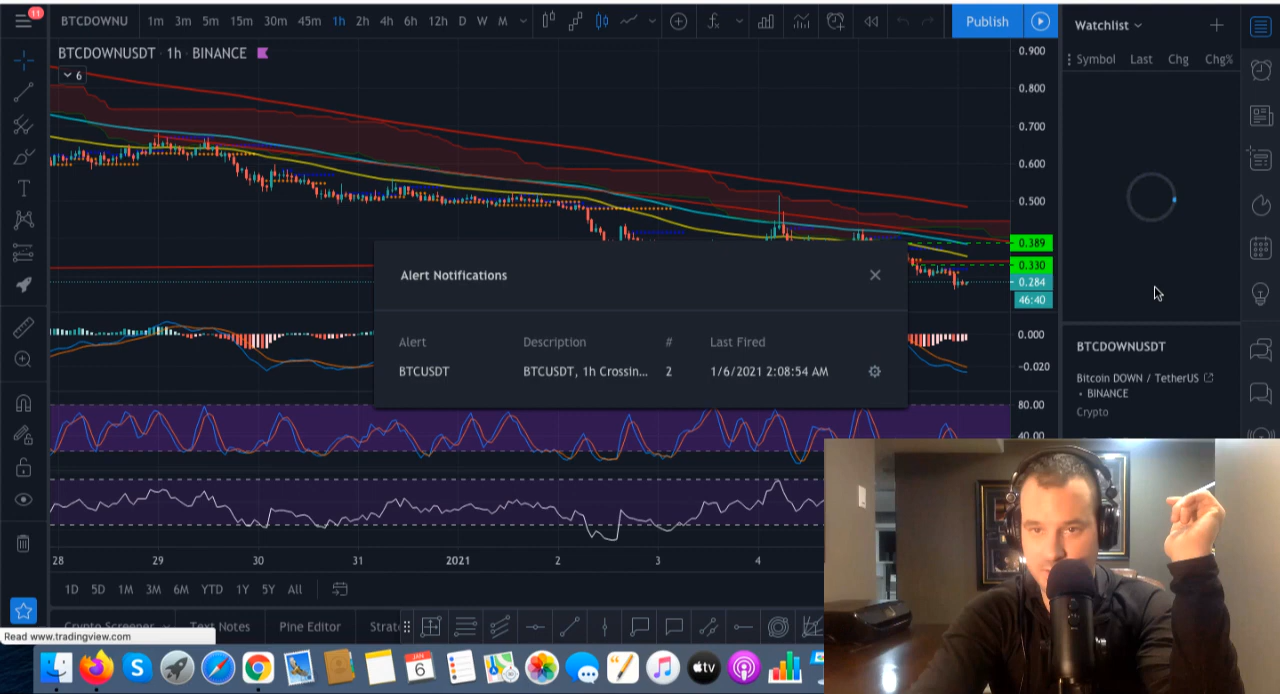 11
BTCDOWNU 1m 3m 5m 15m 30m 45m 1h 2h 4h 6h 12h D W M Publish
Watchlist
BTCDOWNUSDT · 1h · BINANCE
Symbol Last Chg Chg%
6
0.900
0.800
0.700
0.600
0.500
0.389
0.330
0.284
46:40
0.000
-0.020
80.00
40.00
Alert Notifications
Alert Description # Last Fired
BTCUSDT BTCUSDT, 1h Crossin... 2 1/6/2021 2:08:54 AM
BTCDOWNUSDT
Bitcoin DOWN / TetherUS
• BINANCE
Crypto
28 29 30 31 2021 2 3 4
1D 5D 1M 3M 6M YTD 1Y 5Y All
Crypto Screener Text Notes Pine Editor Strat
Read www.tradingview.com
JAN
6
tv